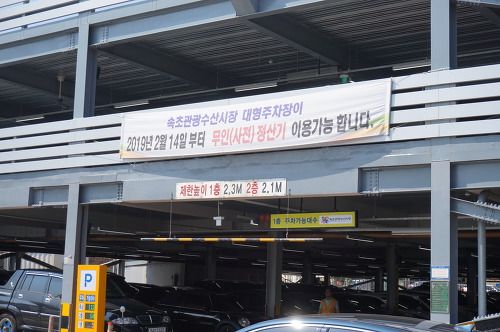 속초관광수산시장 대형주차장이
2019년 2월 14일 부터 무인(사전) 정산기 이용가능 합니다.
제한높이 1층 2.3M 2층 2.1M
1층 주차가능대수
P